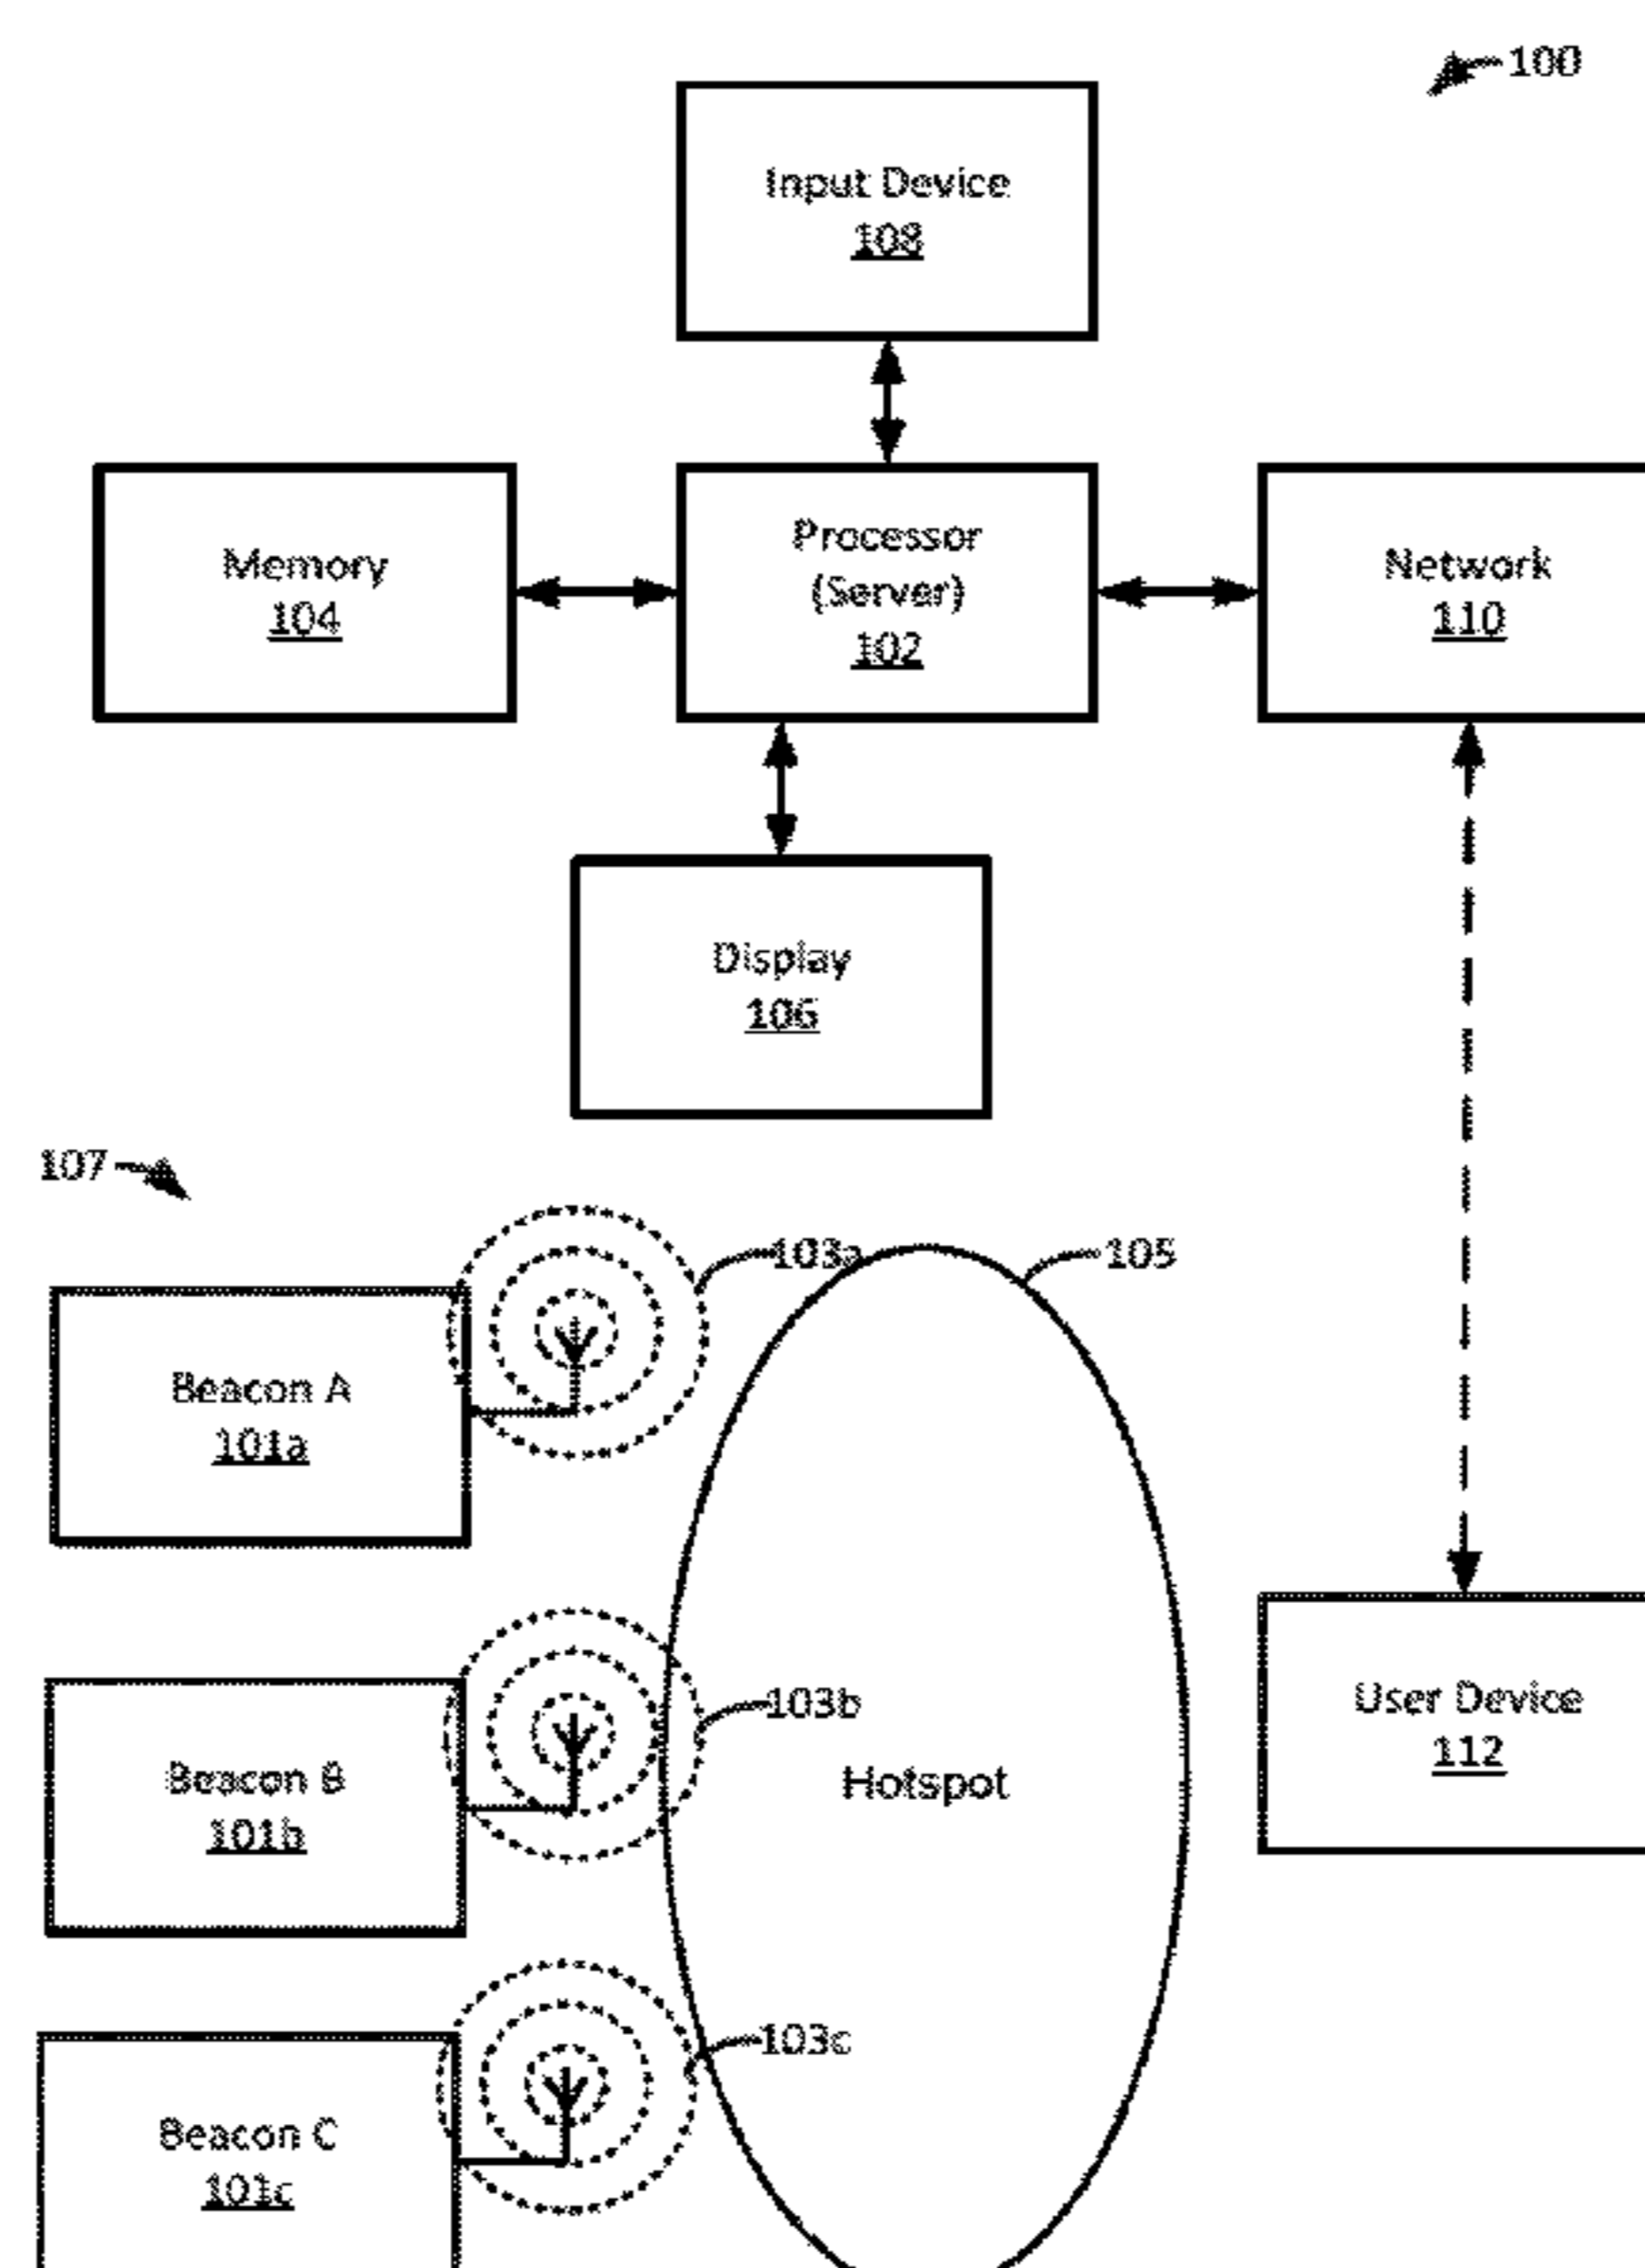 100
Input Device
108
Memory
104
Processor
(Server)
102
Network
110
Display
106
107
103a
105
Beacon A
101a
103b
Beacon B
101b
Hotspot
User Device
112
103c
Beacon C
101c